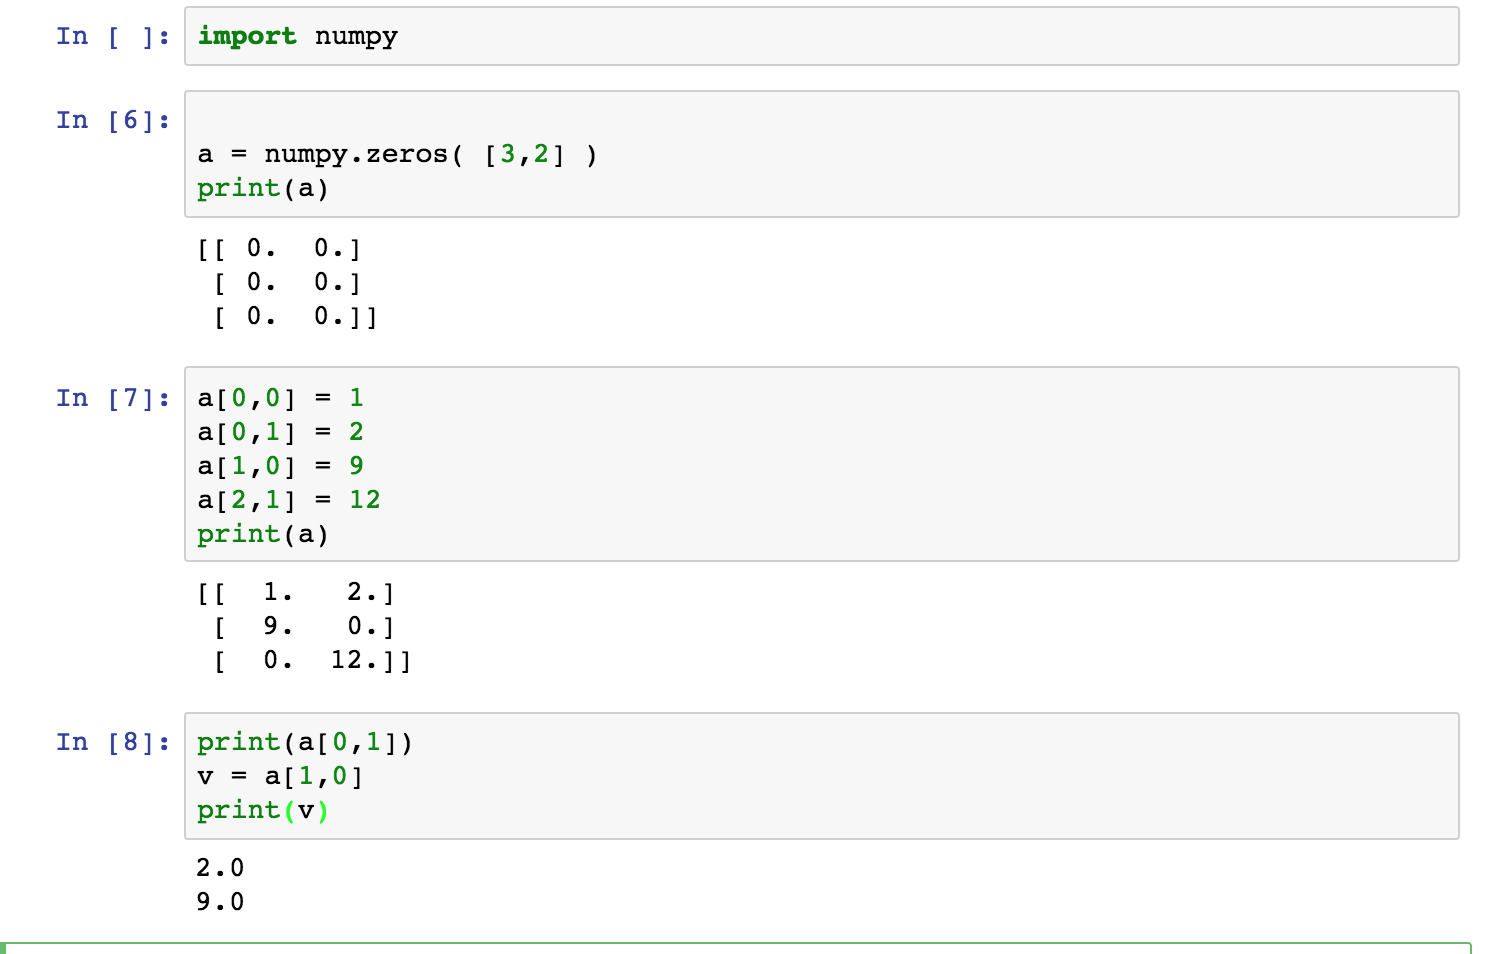 In [ ]: import numpy
In [6]:
a = numpy.zeros( [3,2] )
print(a)
[[ 0.  0.]
 [ 0.  0.]
 [ 0.  0.]]
In [7]: a[0,0] = 1
a[0,1] = 2
a[1,0] = 9
a[2,1] = 12
print(a)
[[  1.   2.]
 [  9.   0.]
 [  0.  12.]]
In [8]: print(a[0,1])
v = a[1,0]
print(v)
2.0
9.0